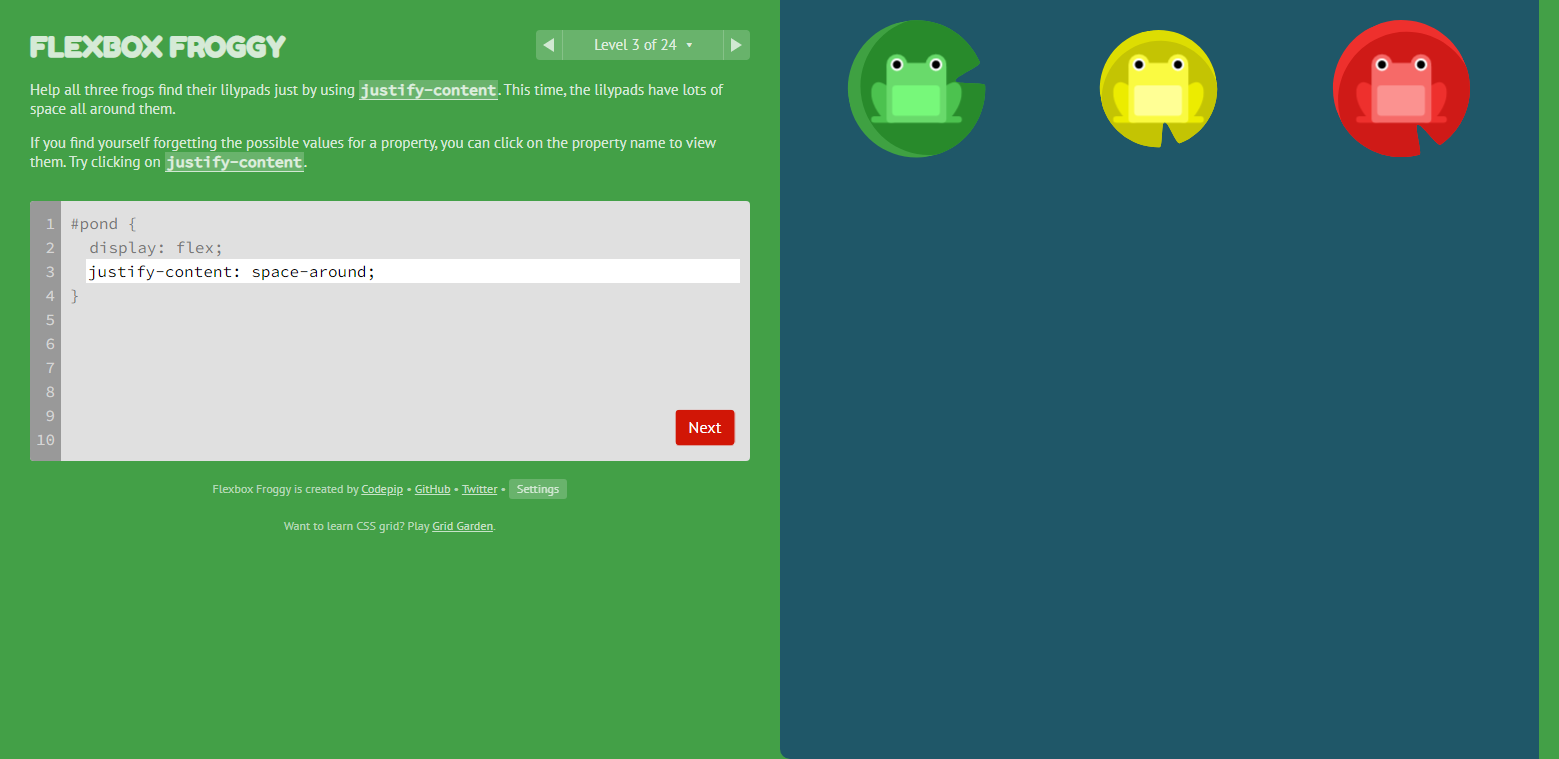 FLEXBOX FROGGY
Level 3 of 24
Help all three frogs find their lilypads just by using justify-content. This time, the lilypads have lots of
space all around them.
If you find yourself forgetting the possible values for a property, you can click on the property name to view
them. Try clicking on justify-content.
1 #pond {
2 display: flex;
3 justify-content: space-around;
4 }
5
6
7
8
9
10
Next
Flexbox Froggy is created by Codepip • GitHub • Twitter • Settings
Want to learn CSS grid? Play Grid Garden.